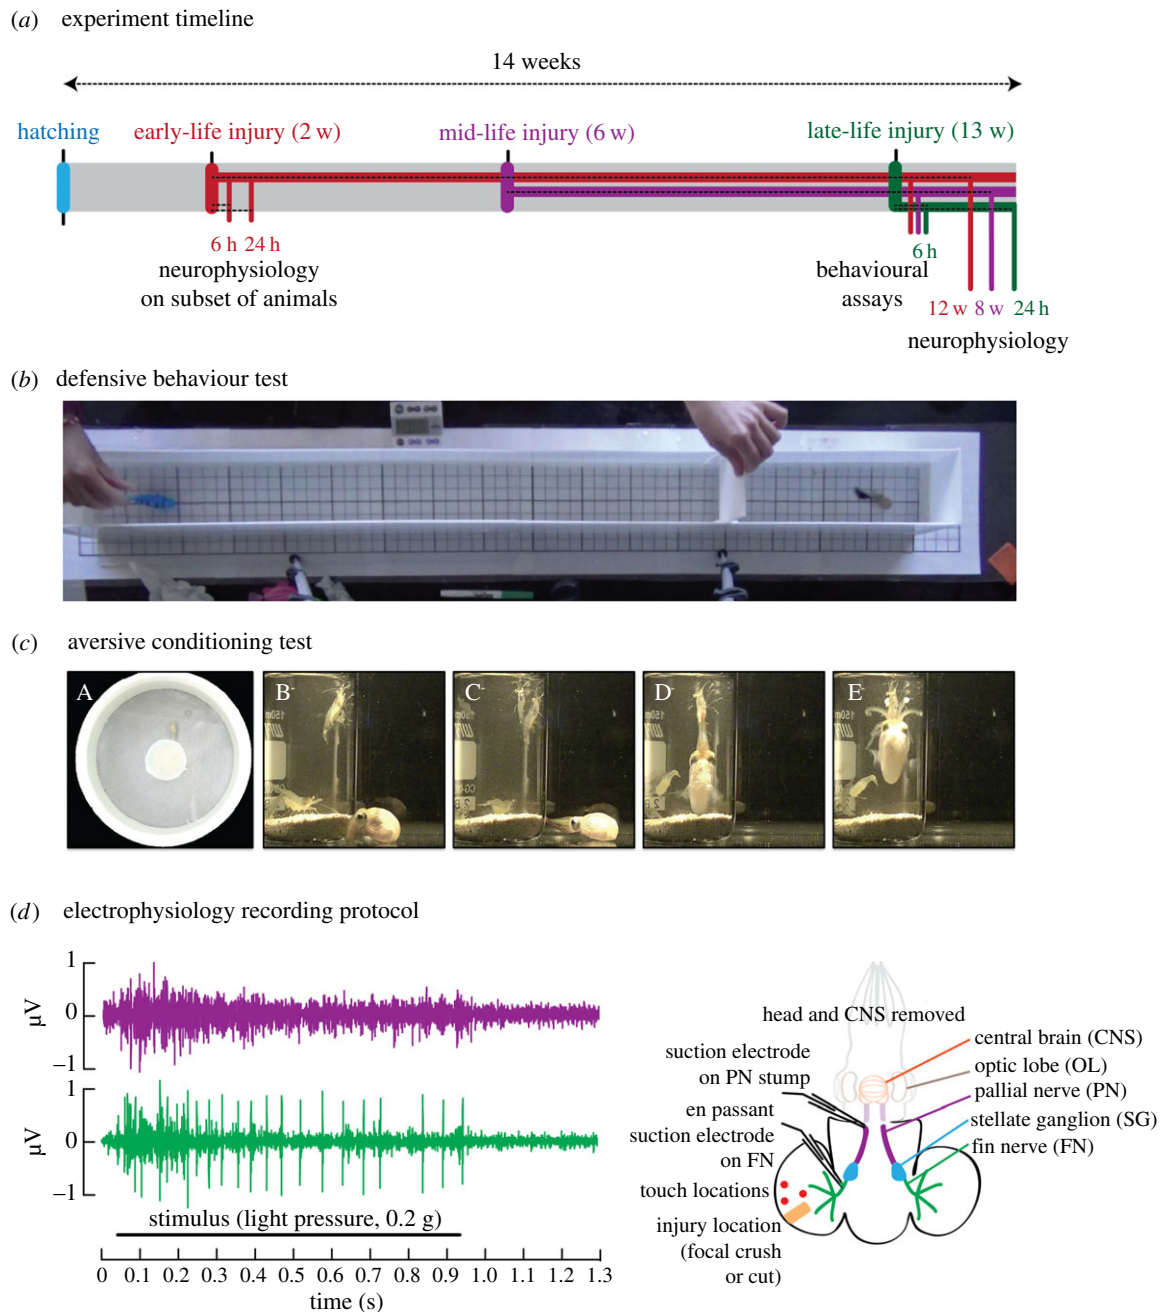 (a) experiment timeline
14 weeks
hatching
early-life injury (2 w)
mid-life injury (6 w)
late-life injury (13 w)
6 h 24 h
neurophysiology
on subset of animals
behavioural
assays
6 h
12 w 8 w 24 h
neurophysiology
(b) defensive behaviour test
(c) aversive conditioning test
A
B
C
D
E
(d) electrophysiology recording protocol
1
0
−1
µV
1
0
−1
µV
stimulus (light pressure, 0.2 g)
0 0.1 0.2 0.3 0.4 0.5 0.6 0.7 0.8 0.9 1.0 1.1 1.2 1.3
time (s)
head and CNS removed
suction electrode
on PN stump
en passant
suction electrode
on FN
touch locations
injury location
(focal crush
or cut)
central brain (CNS)
optic lobe (OL)
pallial nerve (PN)
stellate ganglion (SG)
fin nerve (FN)